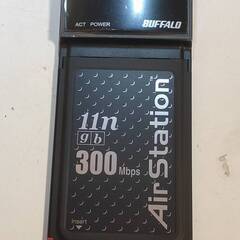 ACT POWER BUFFALO
11n
g b
300 Mbps
AirStation
Insert